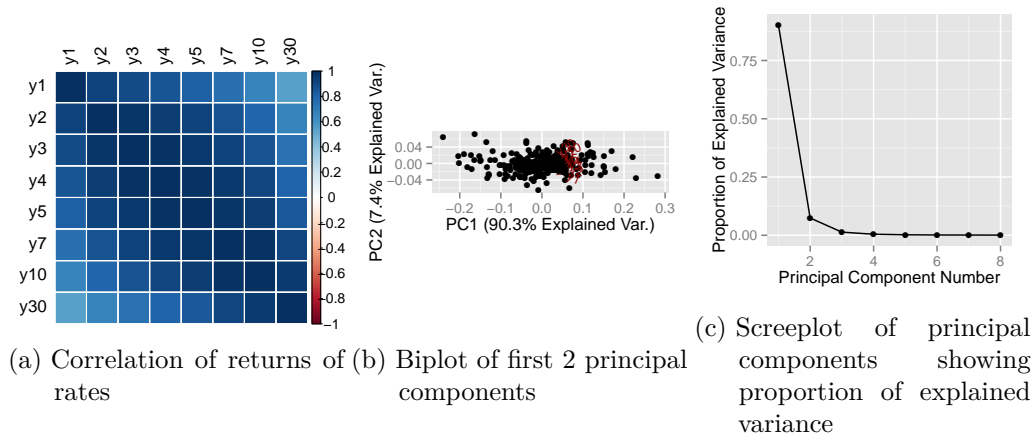 y1
y2
y3
y4
y5
y7
y10
y30
y1
y2
y3
y4
y5
y7
y10
y30
1
0.8
0.6
0.4
0.2
0
−0.2
−0.4
−0.6
−0.8
−1
(a) Correlation of returns of rates
PC2 (7.4% Explained Var.)
0.04
0.00
−0.04
−0.2
−0.1
0.0
0.1
0.2
0.3
PC1 (90.3% Explained Var.)
(b) Biplot of first 2 principal components
Proportion of Explained Variance
0.75
0.50
0.25
0.00
2
4
6
8
Principal Component Number
(c) Screeplot of principal components showing proportion of explained variance